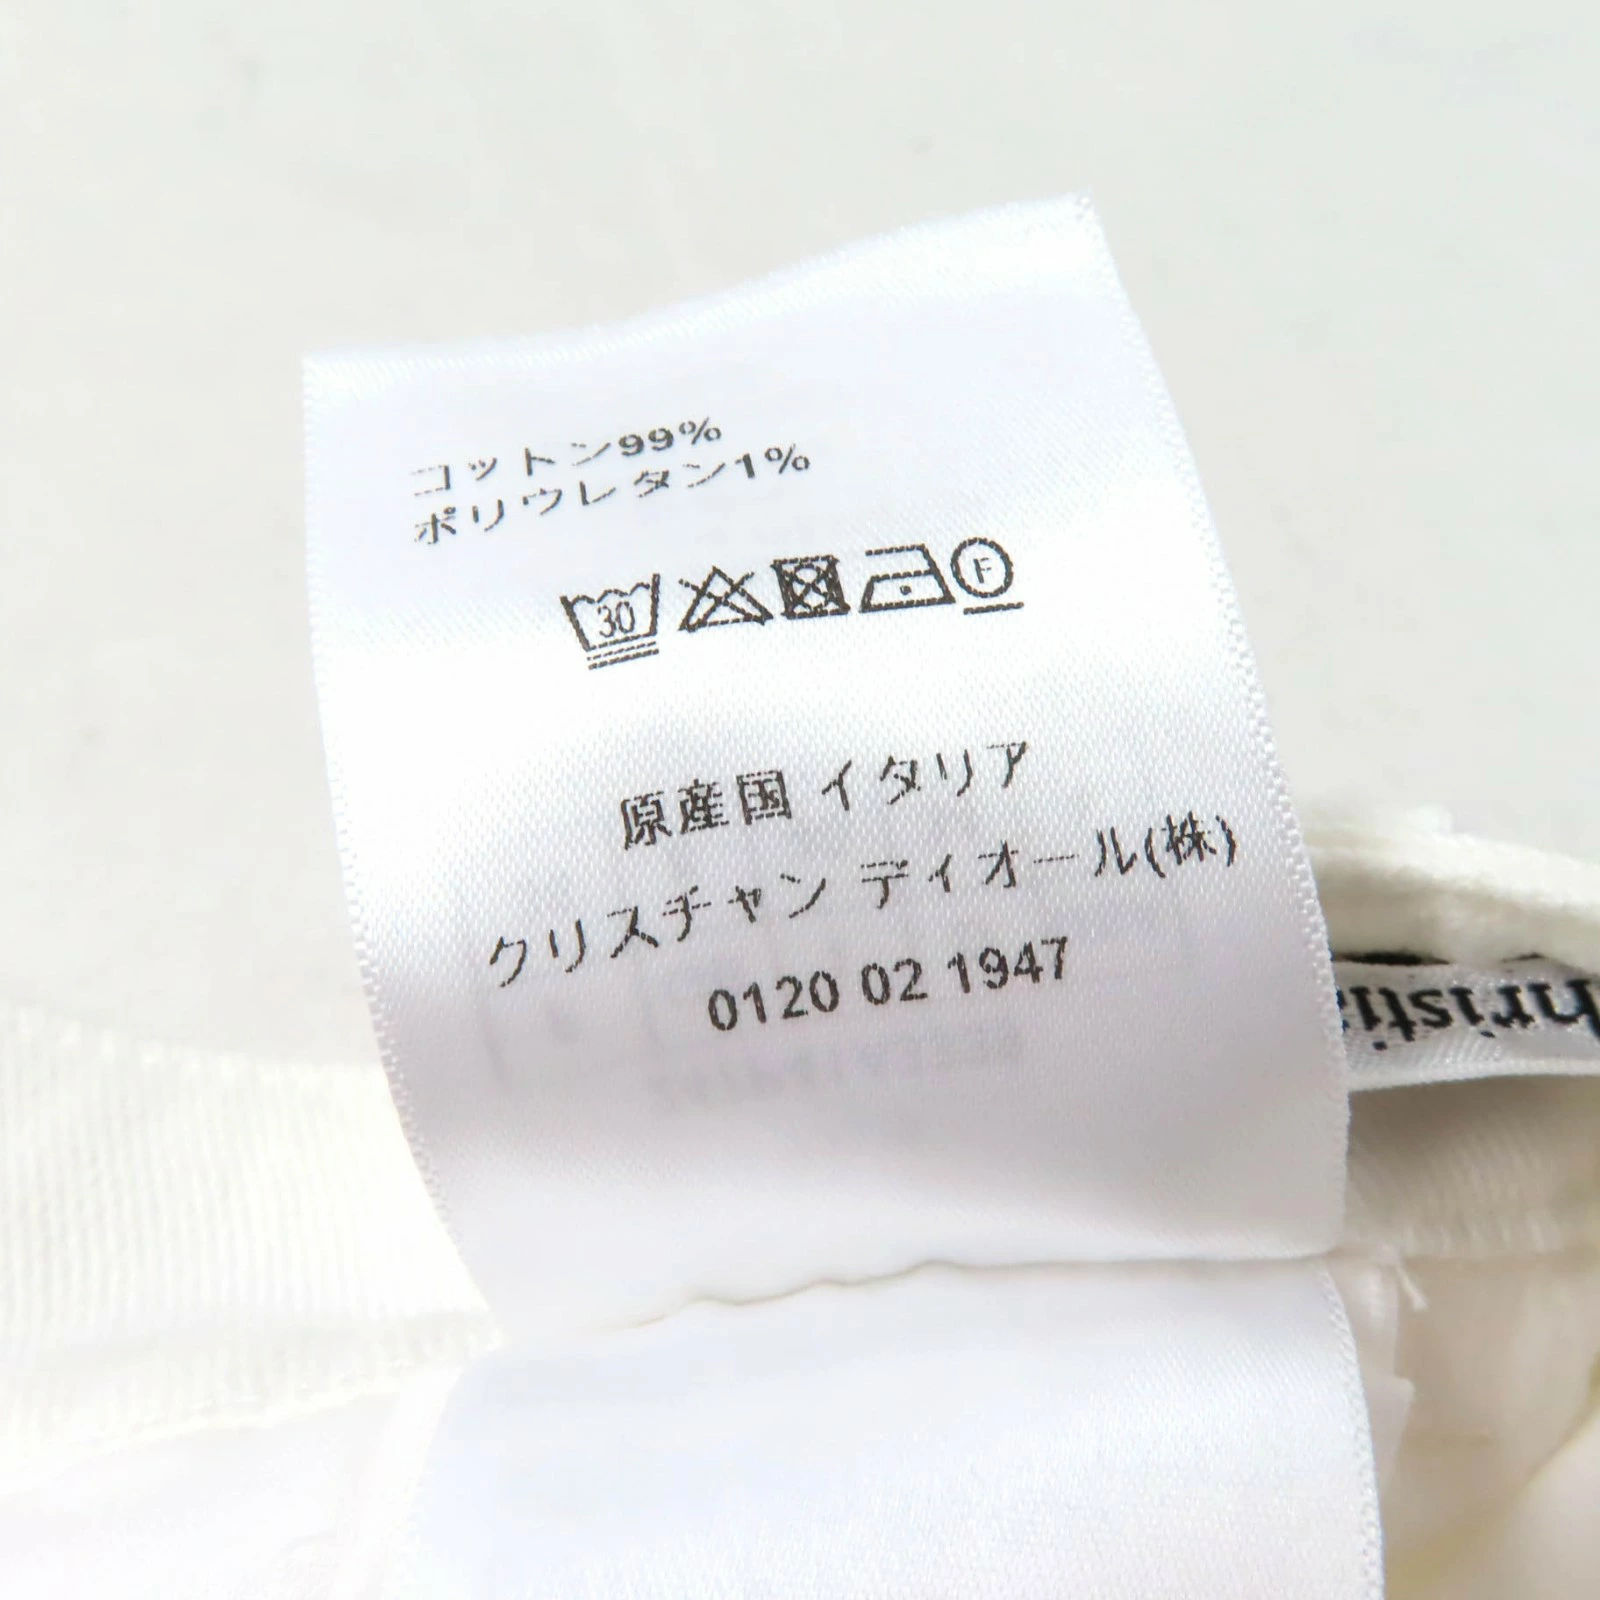 コットン99%
ポリウレタン1%
30
F
原産国 イタリア
クリスチャン ディオール(株)
0120 02 1947